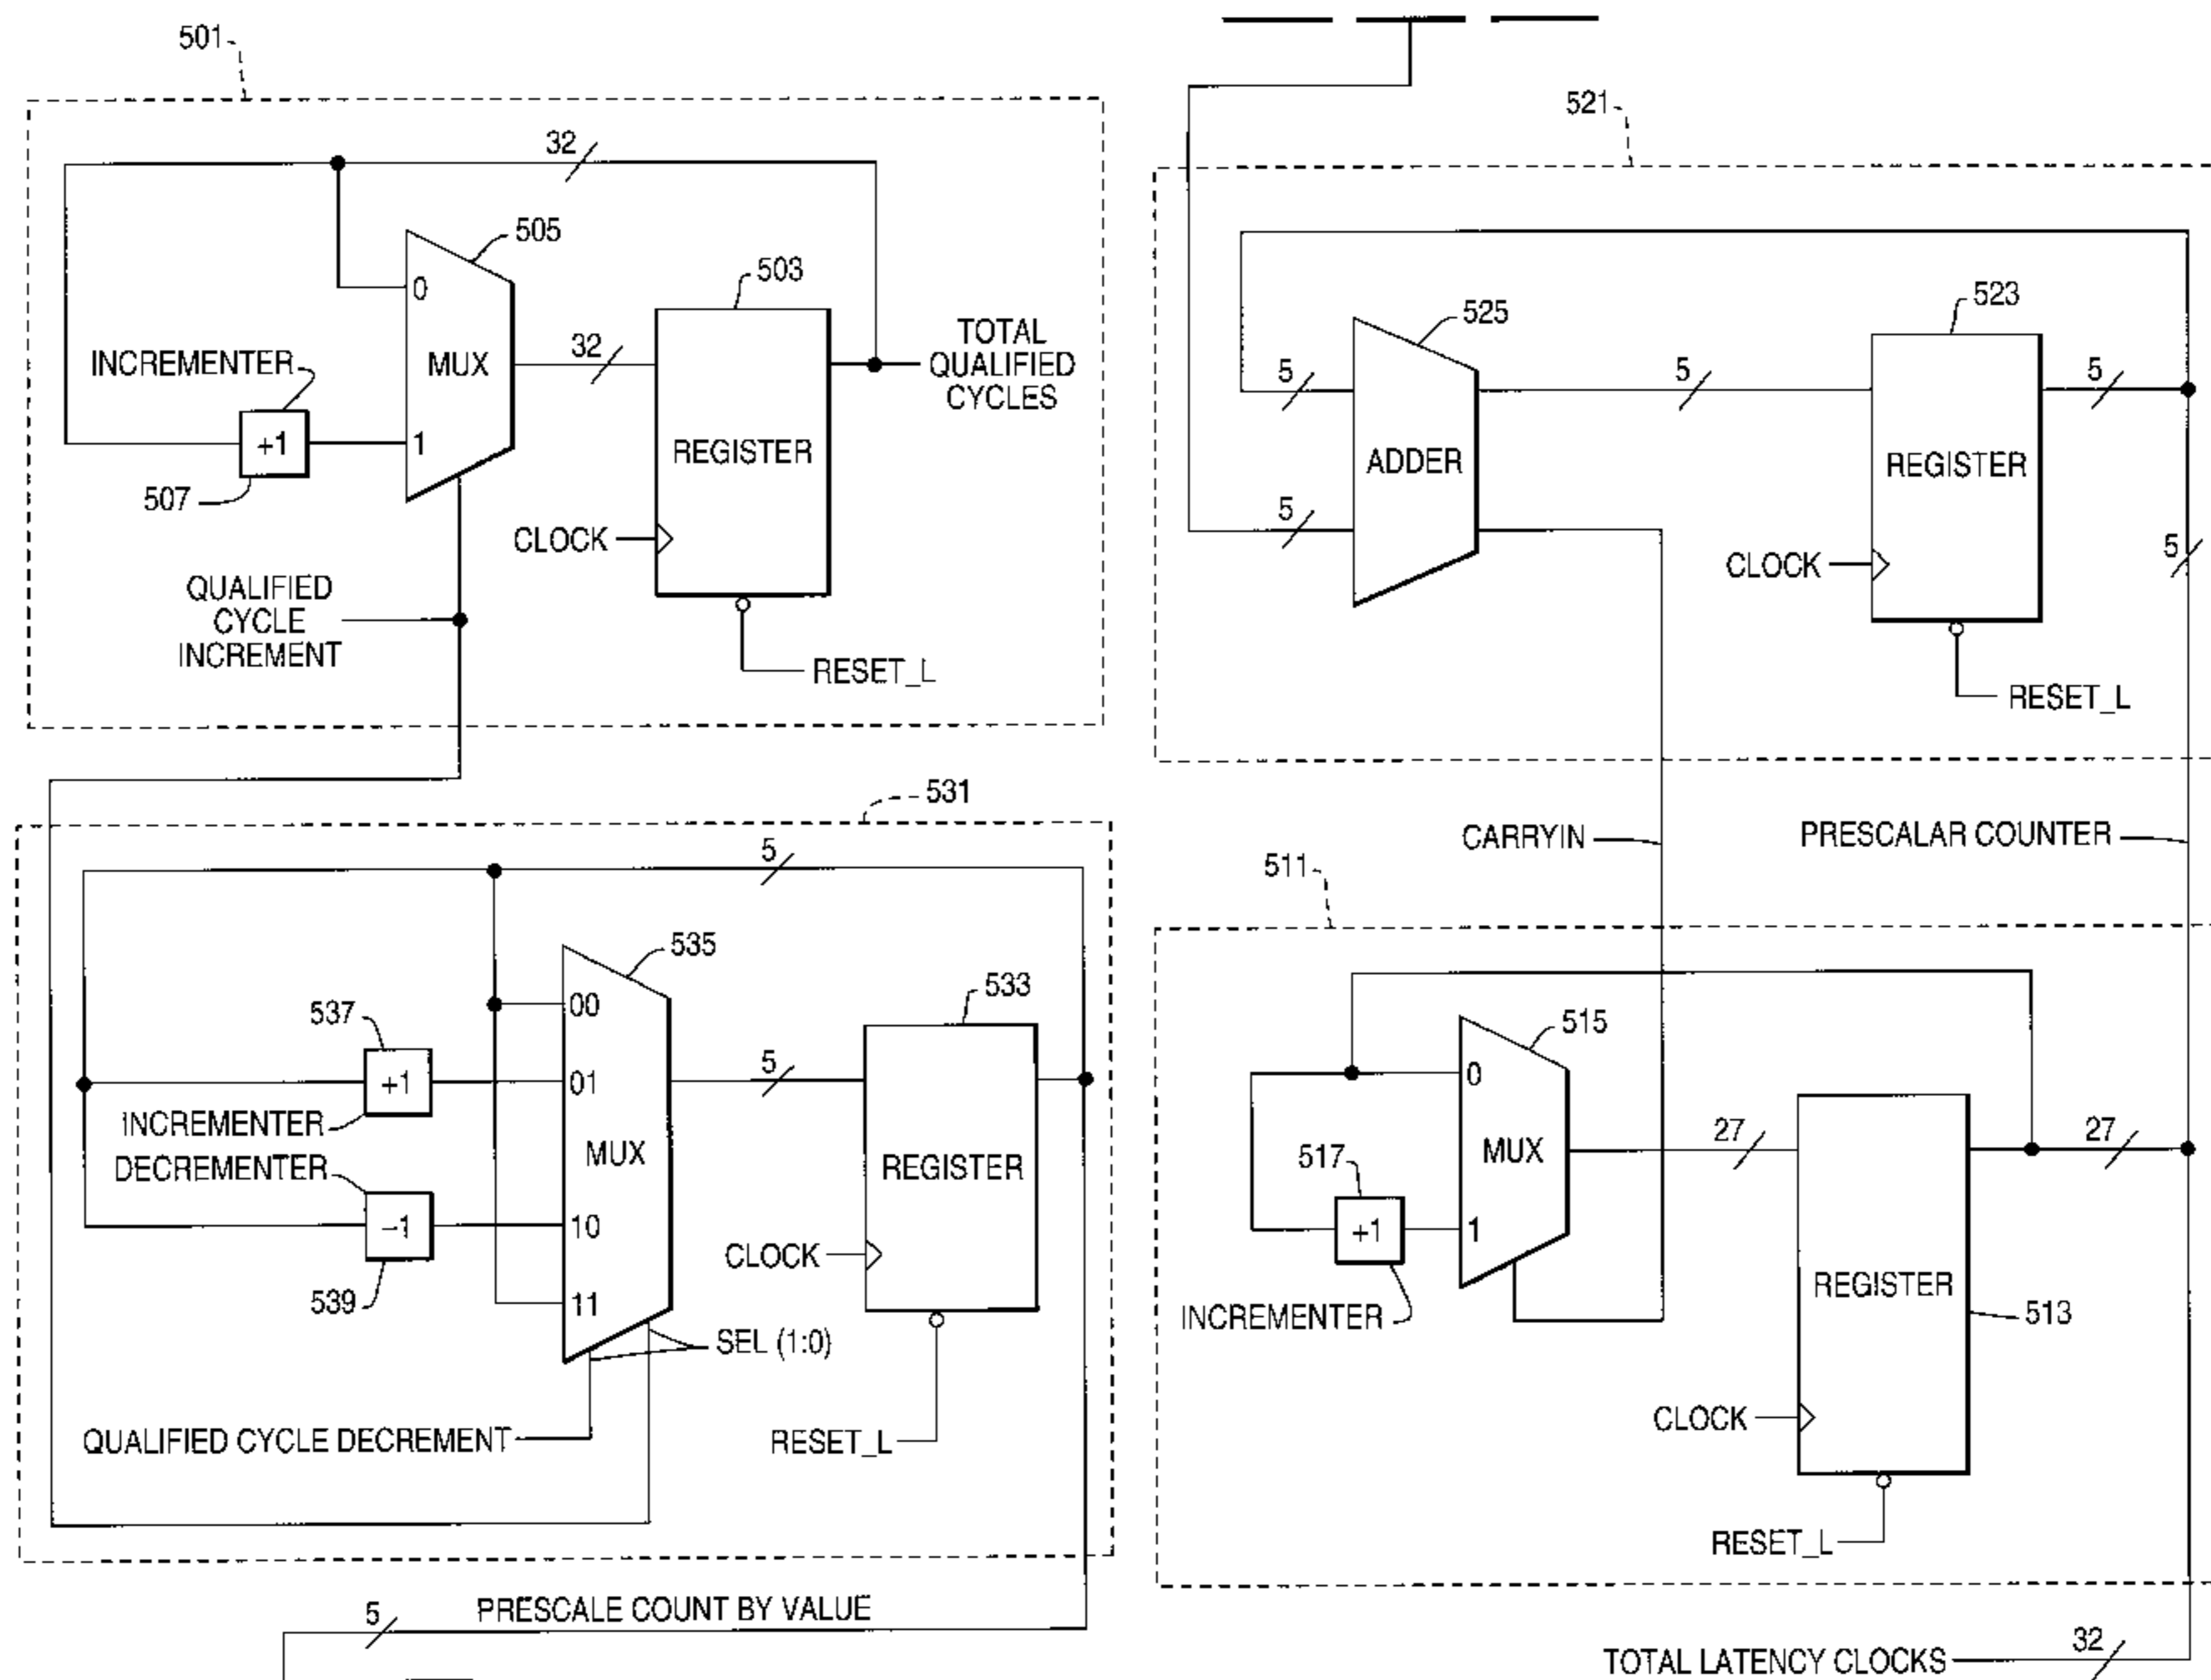 501
32
505
0
503
INCREMENTER
MUX
32
TOTAL
QUALIFIED
CYCLES
+1
1
REGISTER
507
CLOCK
QUALIFIED
CYCLE
INCREMENT
RESET_L
521
525
523
5
5
5
ADDER
REGISTER
5
CLOCK
5
RESET_L
531
5
535
00
533
537
+1
01
5
INCREMENTER
DECREMENTER
MUX
REGISTER
-1
10
CLOCK
539
11
SEL (1:0)
QUALIFIED CYCLE DECREMENT
RESET_L
5
PRESCALE COUNT BY VALUE
CARRYIN
PRESCALAR COUNTER
511
515
0
27
27
517
MUX
+1
1
REGISTER
INCREMENTER
513
CLOCK
RESET_L
TOTAL LATENCY CLOCKS
32